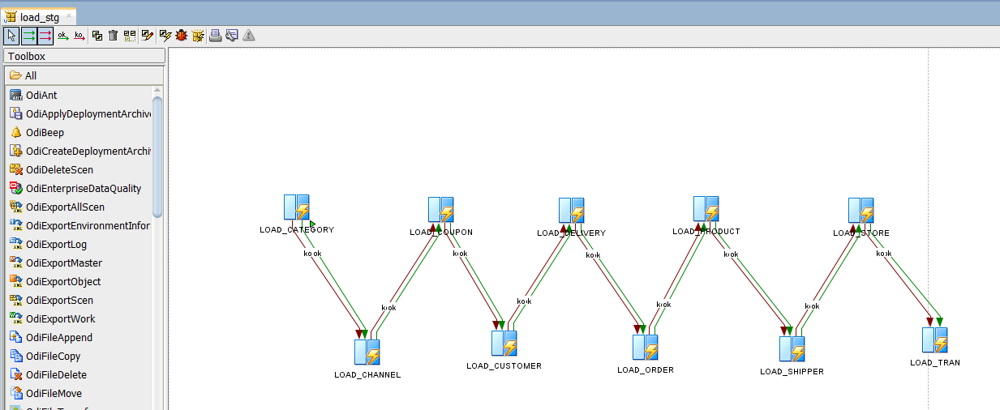 load_stg
ok
ko
Toolbox
All
OdiAnt
OdiApplyDeploymentArchive
OdiBeep
OdiCreateDeploymentArchi
OdiDeleteScen
OdiEnterpriseDataQuality
OdiExportAllScen
OdiExportEnvironmentInfor
OdiExportLog
OdiExportMaster
OdiExportObject
OdiExportScen
OdiExportWork
OdiFileAppend
OdiFileCopy
OdiFileDelete
OdiFileMove
LOAD_CATEGORY
LOAD_COUPON
LOAD_DELIVERY
LOAD_PRODUCT
LOAD_STORE
ko ok
ko ok
ko ok
ko ok
ko ok
ko ok
ko ok
ko ok
ko ok
LOAD_CHANNEL
LOAD_CUSTOMER
LOAD_ORDER
LOAD_SHIPPER
LOAD_TRAN